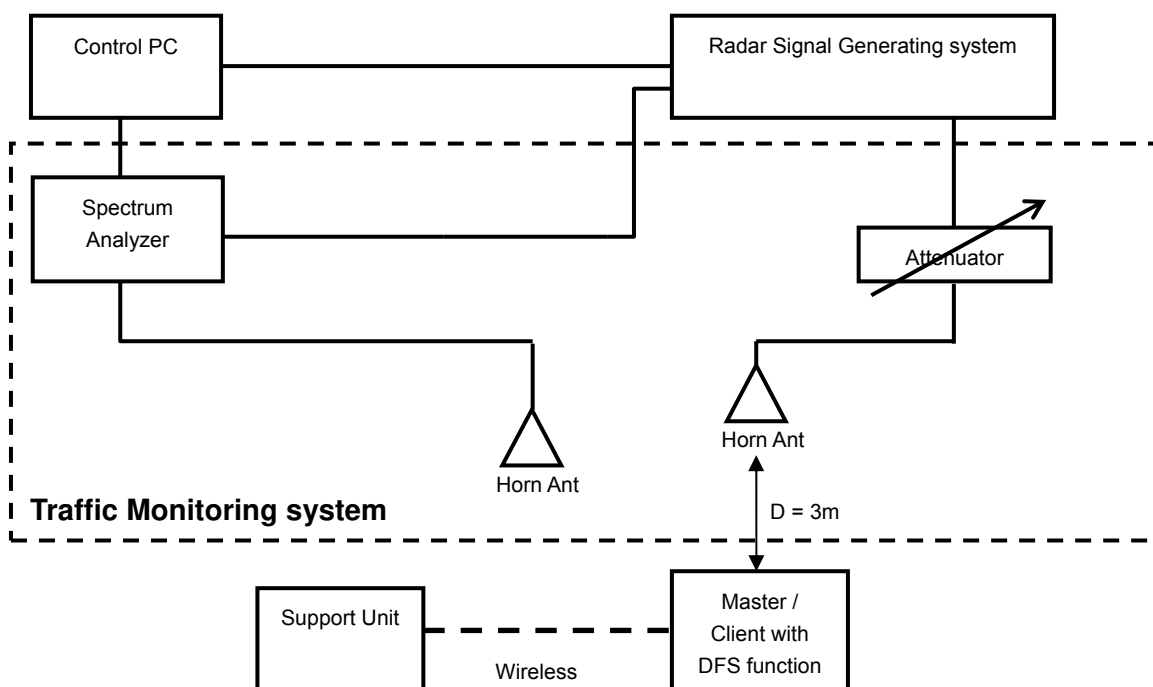 Control PC
Radar Signal Generating system
Spectrum
Analyzer
Attenuator
Horn Ant
Horn Ant
Traffic Monitoring system
D = 3m
Support Unit
Wireless
Master /
Client with
DFS function